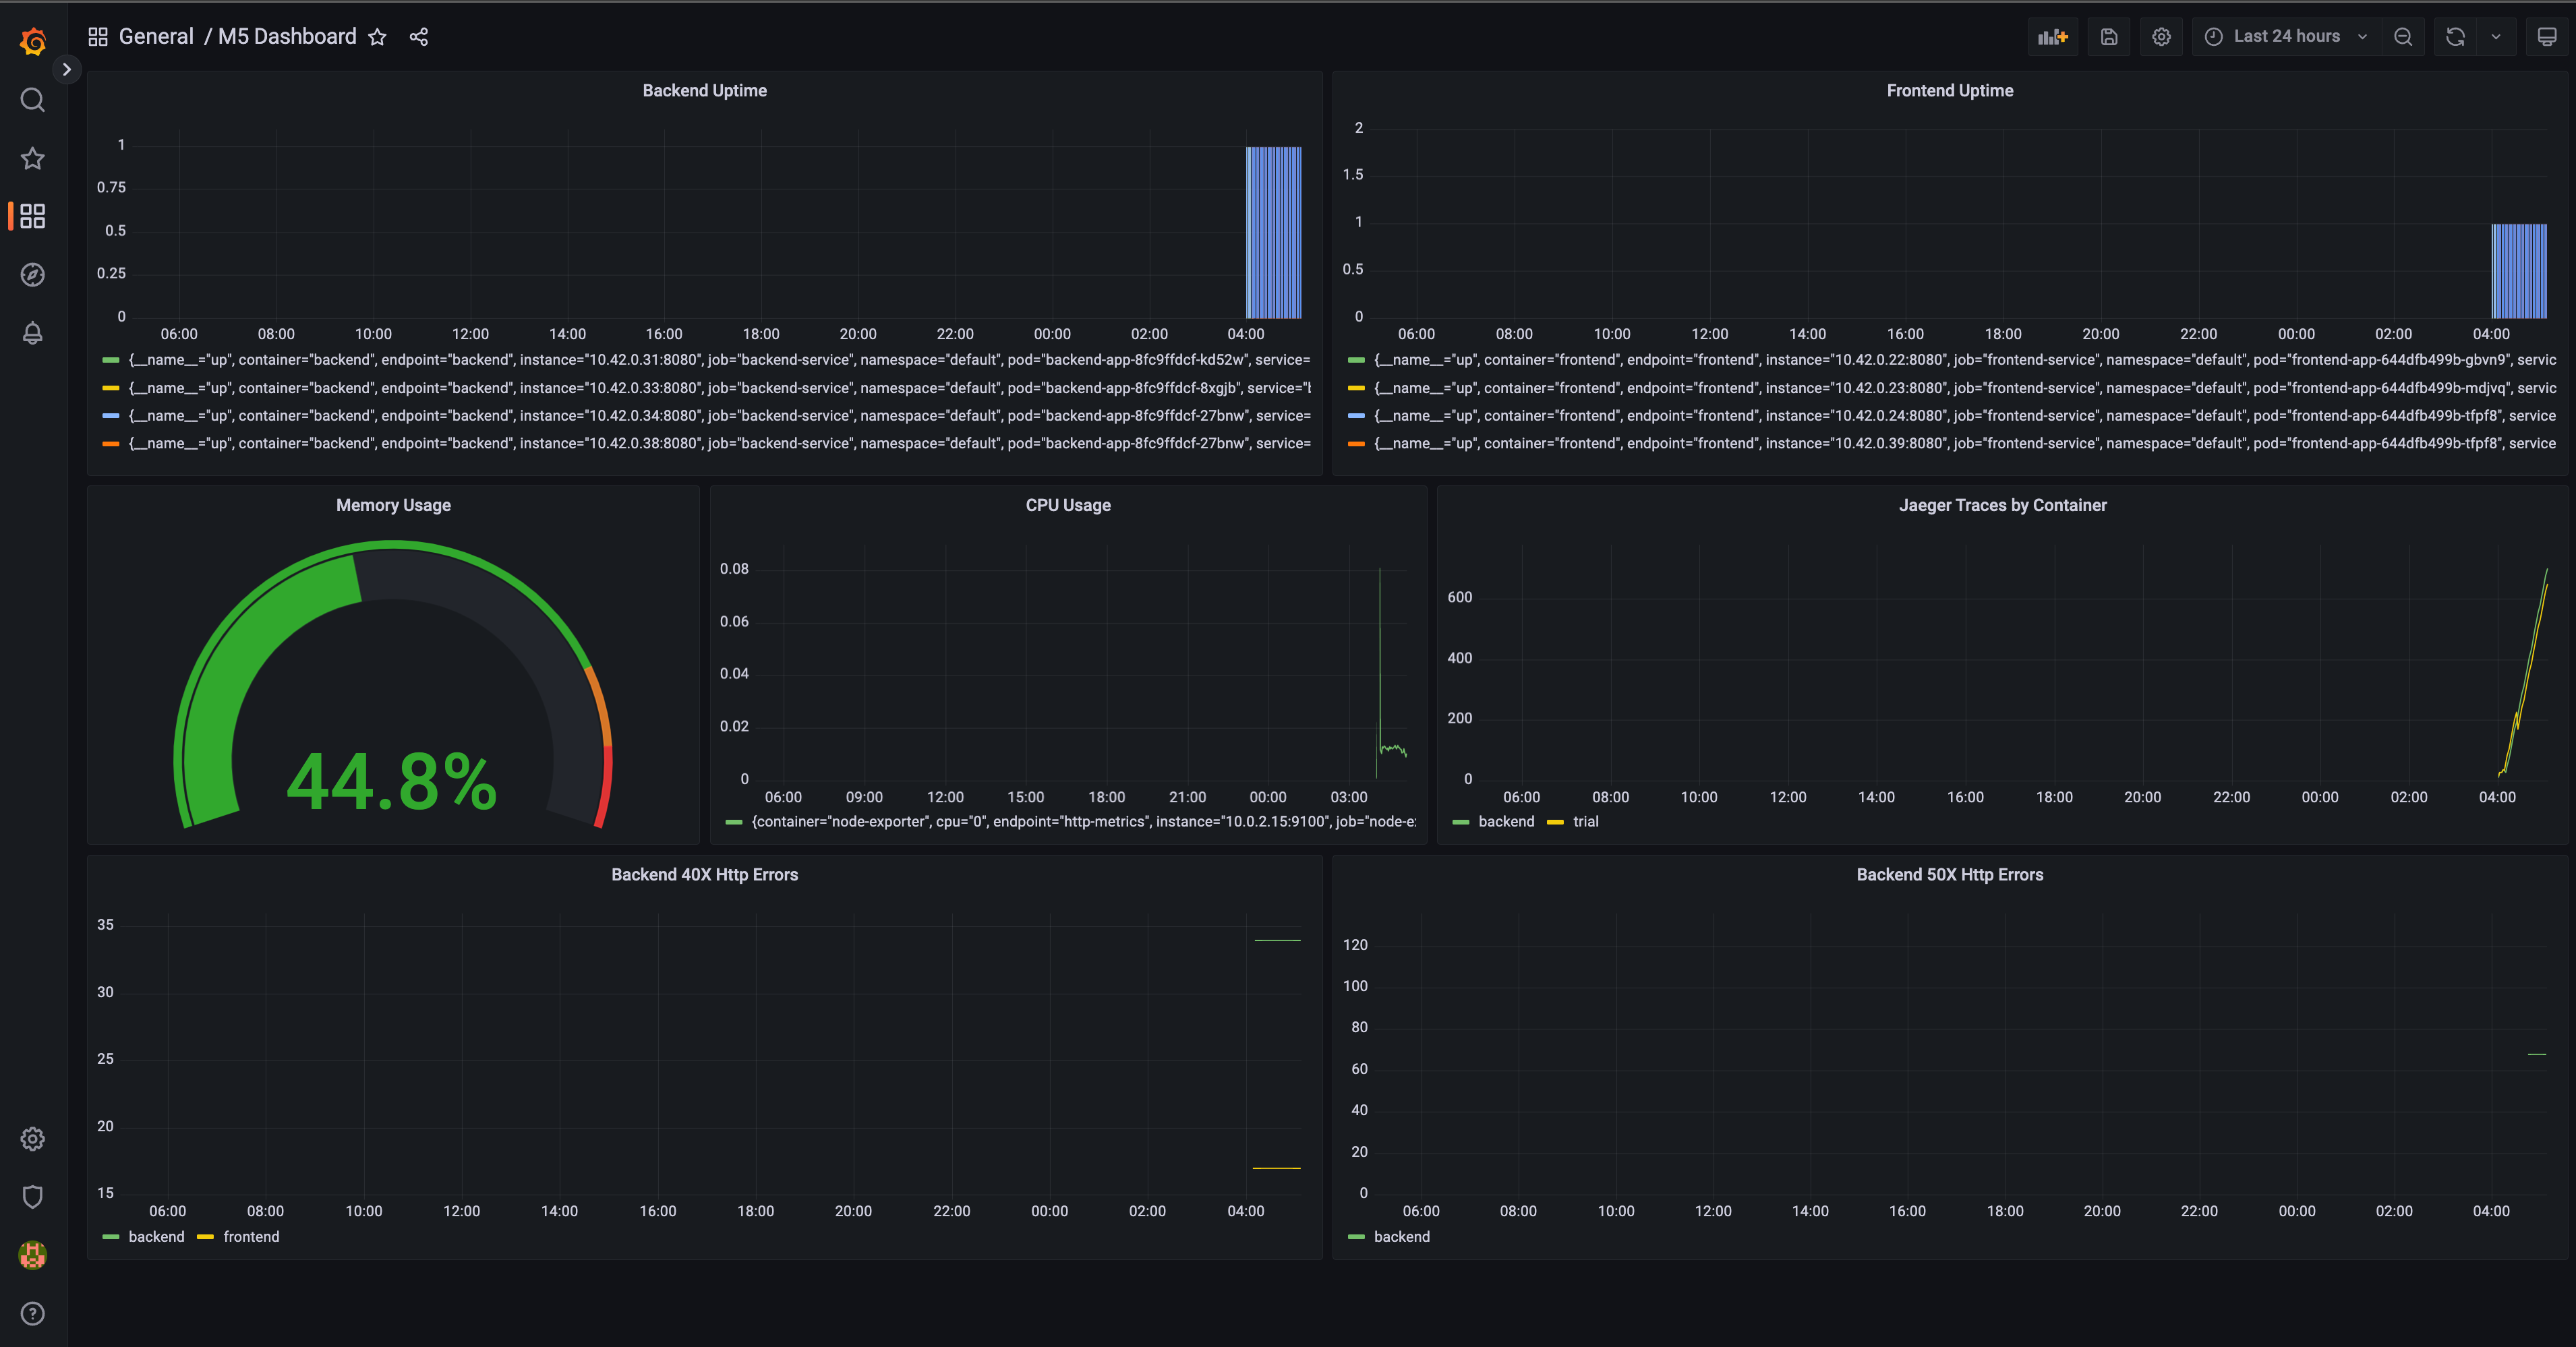 General / M5 Dashboard
Last 24 hours
Backend Uptime
1
0.75
0.5
0.25
0
06:00 08:00 10:00 12:00 14:00 16:00 18:00 20:00 22:00 00:00 02:00 04:00
{__name__="up", container="backend", endpoint="backend", instance="10.42.0.31:8080", job="backend-service", namespace="default", pod="backend-app-8fc9ffdcf-kd52w", service=
{__name__="up", container="backend", endpoint="backend", instance="10.42.0.33:8080", job="backend-service", namespace="default", pod="backend-app-8fc9ffdcf-8xgjb", service="b
{__name__="up", container="backend", endpoint="backend", instance="10.42.0.34:8080", job="backend-service", namespace="default", pod="backend-app-8fc9ffdcf-27bnw", service=
{__name__="up", container="backend", endpoint="backend", instance="10.42.0.38:8080", job="backend-service", namespace="default", pod="backend-app-8fc9ffdcf-27bnw", service=
Frontend Uptime
2
1.5
1
0.5
0
06:00 08:00 10:00 12:00 14:00 16:00 18:00 20:00 22:00 00:00 02:00 04:00
{__name__="up", container="frontend", endpoint="frontend", instance="10.42.0.22:8080", job="frontend-service", namespace="default", pod="frontend-app-644dfb499b-gbvn9", servic
{__name__="up", container="frontend", endpoint="frontend", instance="10.42.0.23:8080", job="frontend-service", namespace="default", pod="frontend-app-644dfb499b-mdjvq", servic
{__name__="up", container="frontend", endpoint="frontend", instance="10.42.0.24:8080", job="frontend-service", namespace="default", pod="frontend-app-644dfb499b-tfpf8", service
{__name__="up", container="frontend", endpoint="frontend", instance="10.42.0.39:8080", job="frontend-service", namespace="default", pod="frontend-app-644dfb499b-tfpf8", service
Memory Usage
44.8%
CPU Usage
0.08
0.06
0.04
0.02
0
06:00 09:00 12:00 15:00 18:00 21:00 00:00 03:00
{container="node-exporter", cpu="0", endpoint="http-metrics", instance="10.0.2.15:9100", job="node-e
Jaeger Traces by Container
600
400
200
0
06:00 08:00 10:00 12:00 14:00 16:00 18:00 20:00 22:00 00:00 02:00 04:00
backend trial
Backend 40X Http Errors
35
30
25
20
15
06:00 08:00 10:00 12:00 14:00 16:00 18:00 20:00 22:00 00:00 02:00 04:00
backend frontend
Backend 50X Http Errors
120
100
80
60
40
20
0
06:00 08:00 10:00 12:00 14:00 16:00 18:00 20:00 22:00 00:00 02:00 04:00
backend